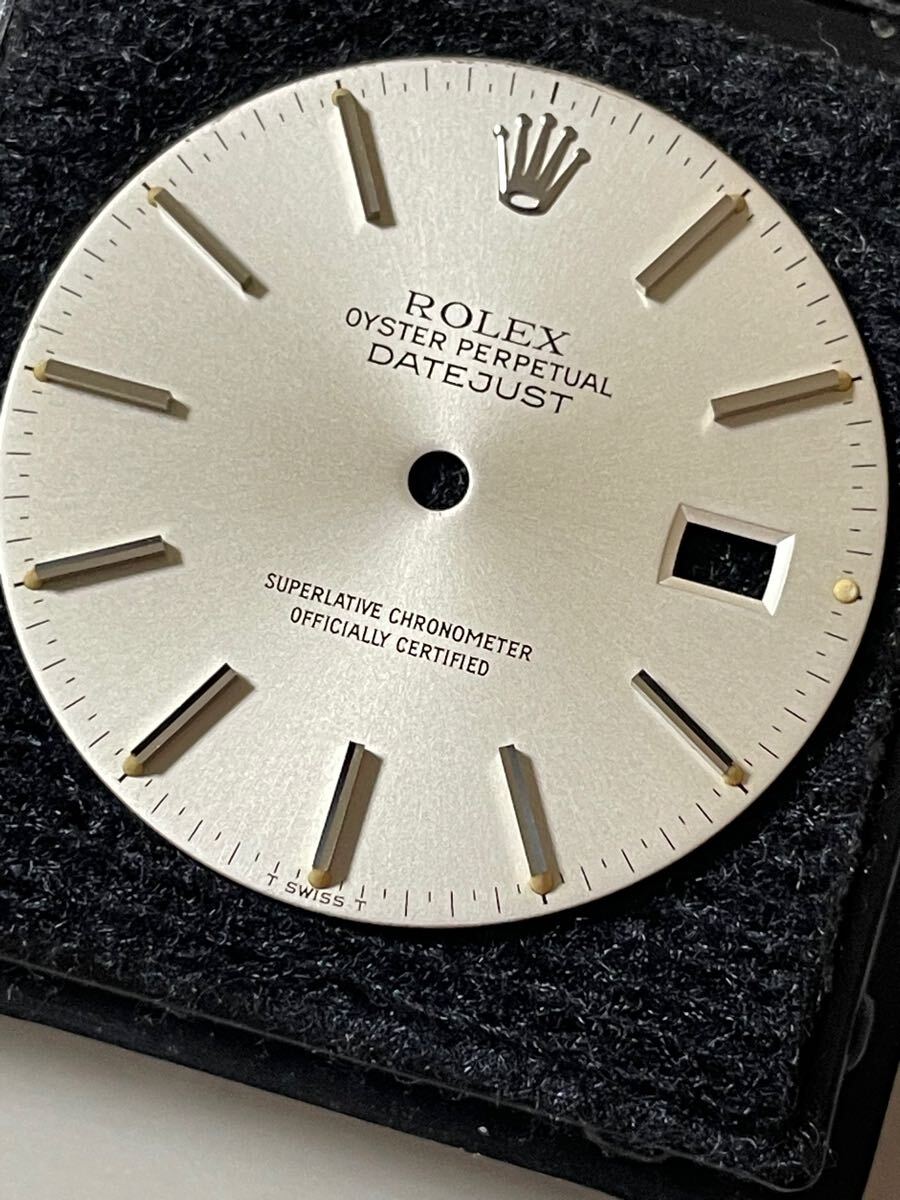 ROLEX
OYSTER PERPETUAL
DATEJUST
SUPERLATIVE CHRONOMETER
OFFICIALLY CERTIFIED
T SWISS T